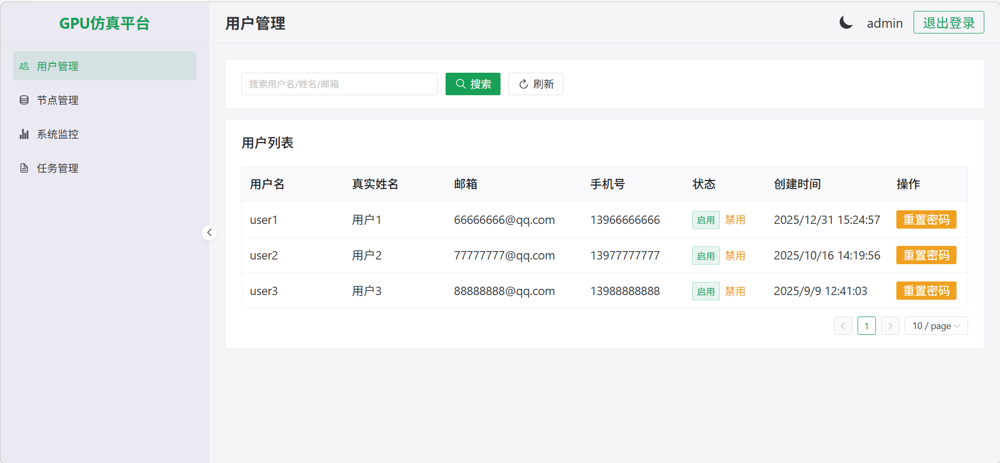 GPU仿真平台
用户管理
admin
退出登录
用户管理
节点管理
系统监控
任务管理
搜索用户名/姓名/邮箱
搜索
刷新
用户列表
用户名 真实姓名 邮箱 手机号 状态 创建时间 操作
user1 用户1 66666666@qq.com 13966666666 启用 禁用 2025/12/31 15:24:57 重置密码
user2 用户2 77777777@qq.com 13977777777 启用 禁用 2025/10/16 14:19:56 重置密码
user3 用户3 88888888@qq.com 13988888888 启用 禁用 2025/9/9 12:41:03 重置密码
1
10 / page